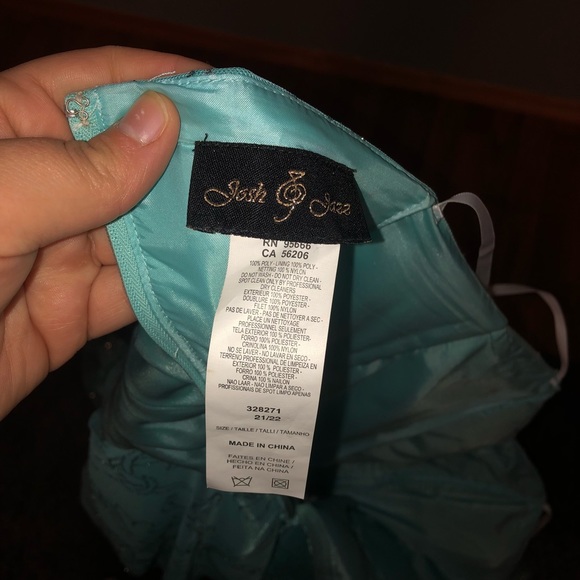 Josh & Jazz
RN 95666
CA 56206
100% POLY - LINING 100% POLY -
NETTING 100 % NYLON
DO NOT WASH - DO NOT DRY CLEAN -
SPOT CLEAN ONLY BY PROFESSIONAL
DRY CLEANERS
EXTERIEUR 100% POLYESTER -
DOUBLURE 100% POLYESTER -
FILET 100% NYLON
PAS DE LAVER - PAS DE NETTOYER A SEC -
PLACE UN NETTOYAGE
PROFESSIONNEL SEULEMENT
TELA EXTERIOR 100 % POLIESTER -
FORRO 100 % POLIESTER -
CRINOLINA 100% NYLON
NO SE LAVAR - NO LAVAR EN SECO -
TERRENO PROFESIONAL DE LIMPIEZA EN
EXTERIOR 100 % POLIESTER -
FORRO 100 % POLIESTER -
CRINA 100 % NAILON
NAO LAAR - NAO LIMPAR A SECO -
PROFISSIONAIS DE SPOT LIMPO APENAS
328271
21/22
SIZE / TAILLE / TALLI / TAMANHO
MADE IN CHINA
FAITES EN CHINE /
HECHO EN CHINA /
FEITA NA CHINA